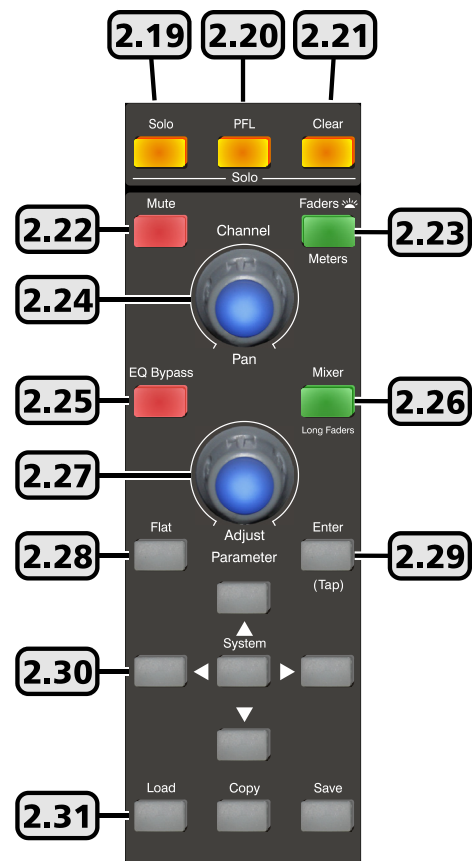 2.19 2.20 2.21
Solo PFL Clear
Solo
Mute Faders
2.22 2.23
Channel
Meters
2.24
Pan
EQ Bypass Mixer
2.25 2.26
Long Faders
2.27
Adjust
Flat Enter
2.28 Parameter 2.29
(Tap)
System
2.30
Load Copy Save
2.31